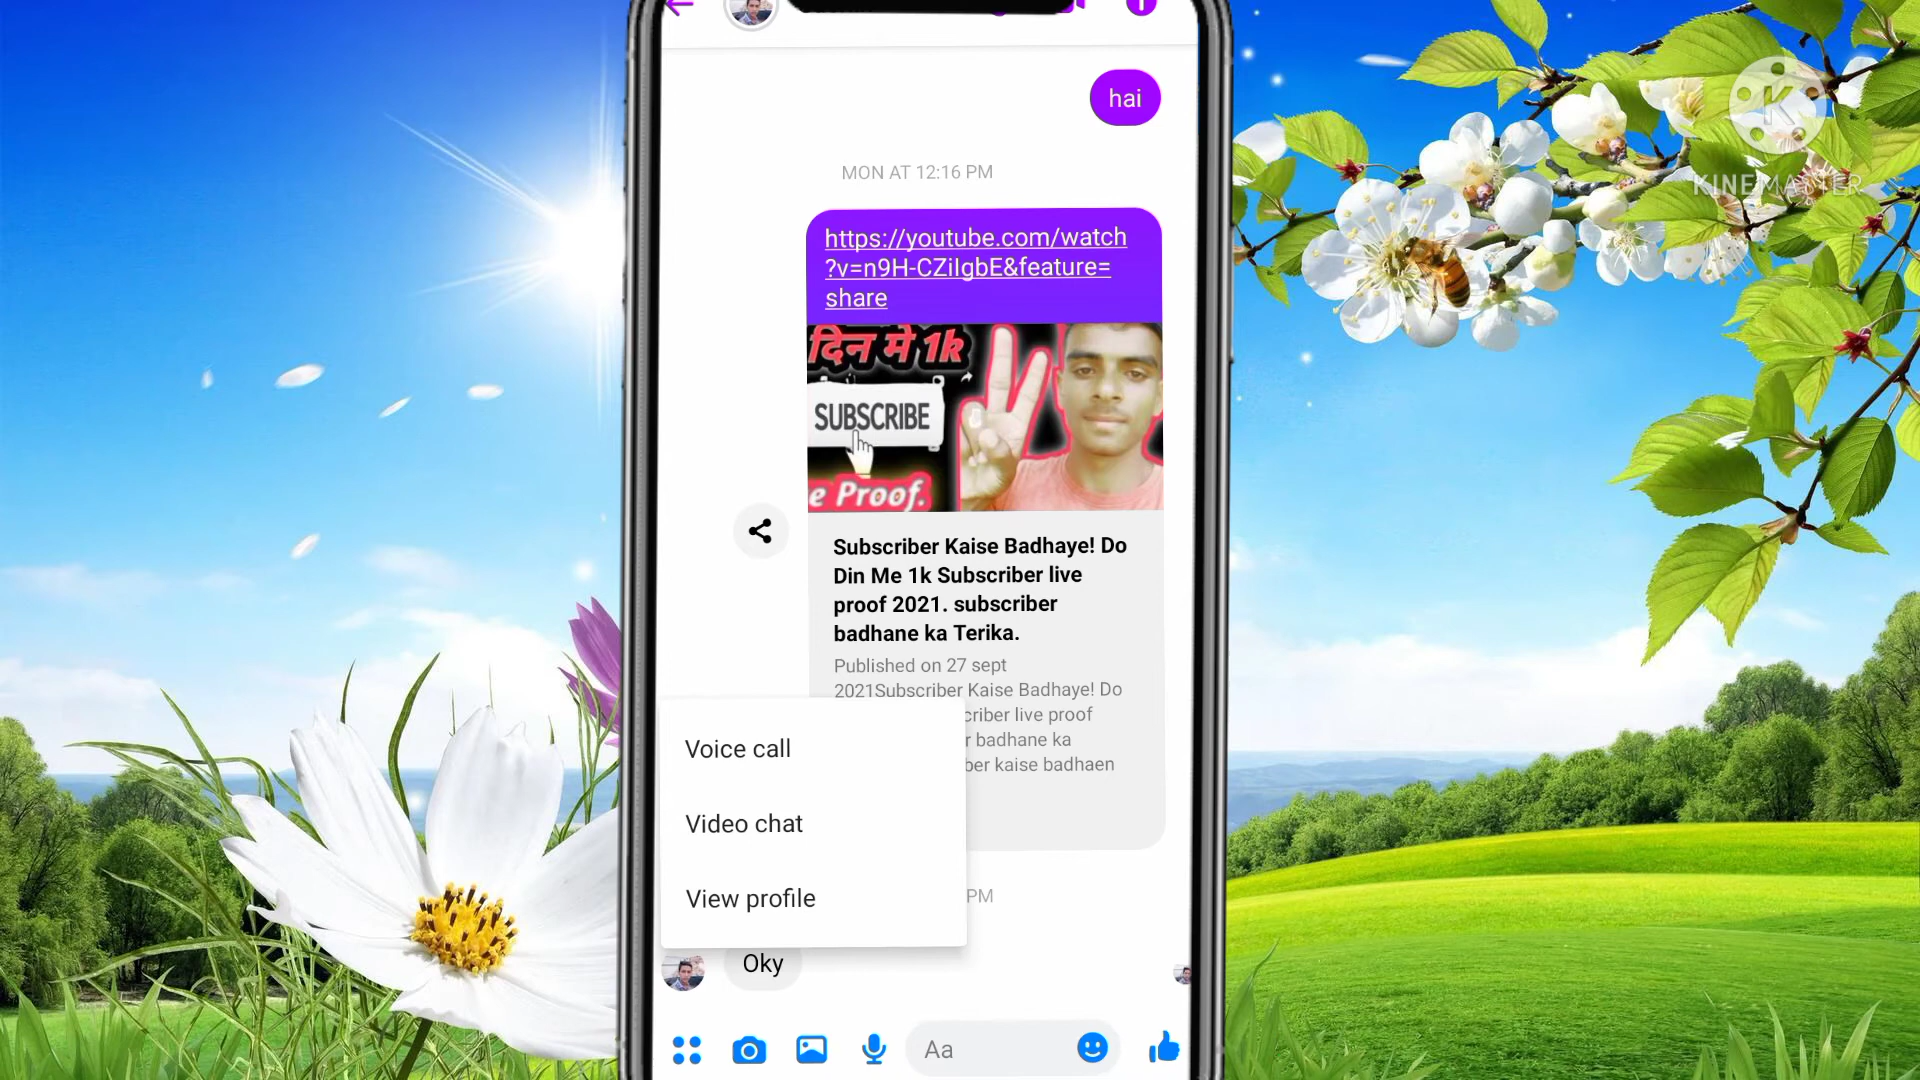 hai
K
KINEMASTER
MON AT 12:16 PM
https://youtube.com/watch
?v=n9H-CZiIgbE&feature=
share
दिन मे 1k
SUBSCRIBE
e Proof.
Subscriber Kaise Badhaye! Do
Din Me 1k Subscriber live
proof 2021. subscriber
badhane ka Terika.
Published on 27 sept
2021Subscriber Kaise Badhaye! Do
criber live proof
r badhane ka
ber kaise badhaen
Voice call
Video chat
View profile
PM
Oky
Aa